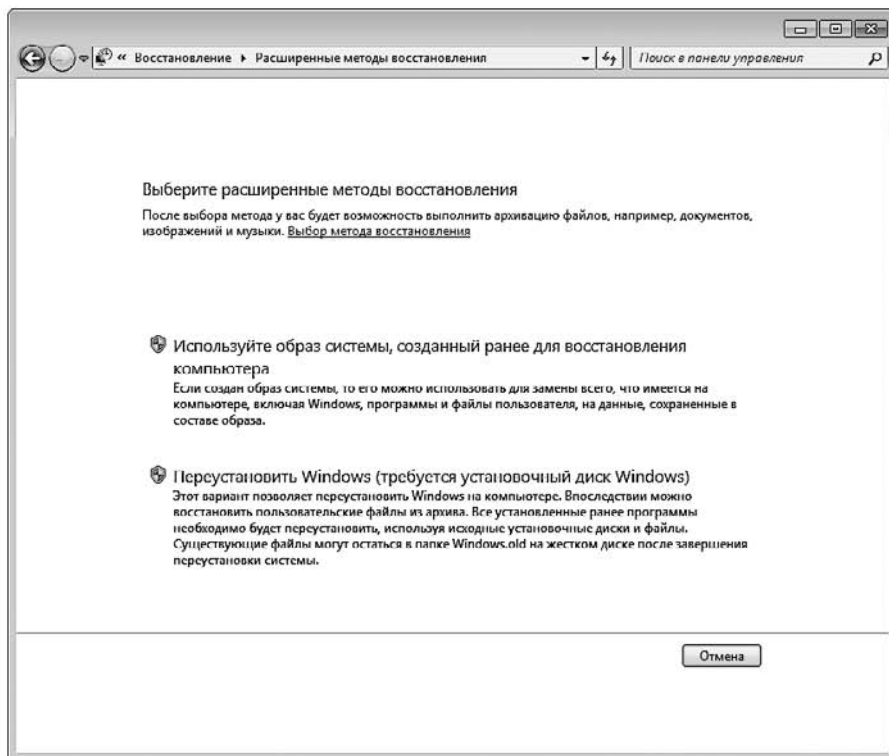 « Восстановление ▸ Расширенные методы восстановления
Поиск в панели управления
Выберите расширенные методы восстановления
После выбора метода у вас будет возможность выполнить архивацию файлов, например, документов,
изображений и музыки. Выбор метода восстановления
Используйте образ системы, созданный ранее для восстановления
компьютера
Если создан образ системы, то его можно использовать для замены всего, что имеется на
компьютере, включая Windows, программы и файлы пользователя, на данные, сохраненные в
составе образа.
Переустановить Windows (требуется установочный диск Windows)
Этот вариант позволяет переустановить Windows на компьютере. Впоследствии можно
восстановить пользовательские файлы из архива. Все установленные ранее программы
необходимо будет переустановить, используя исходные установочные диски и файлы.
Существующие файлы могут остаться в папке Windows.old на жестком диске после завершения
переустановки системы.
Отмена